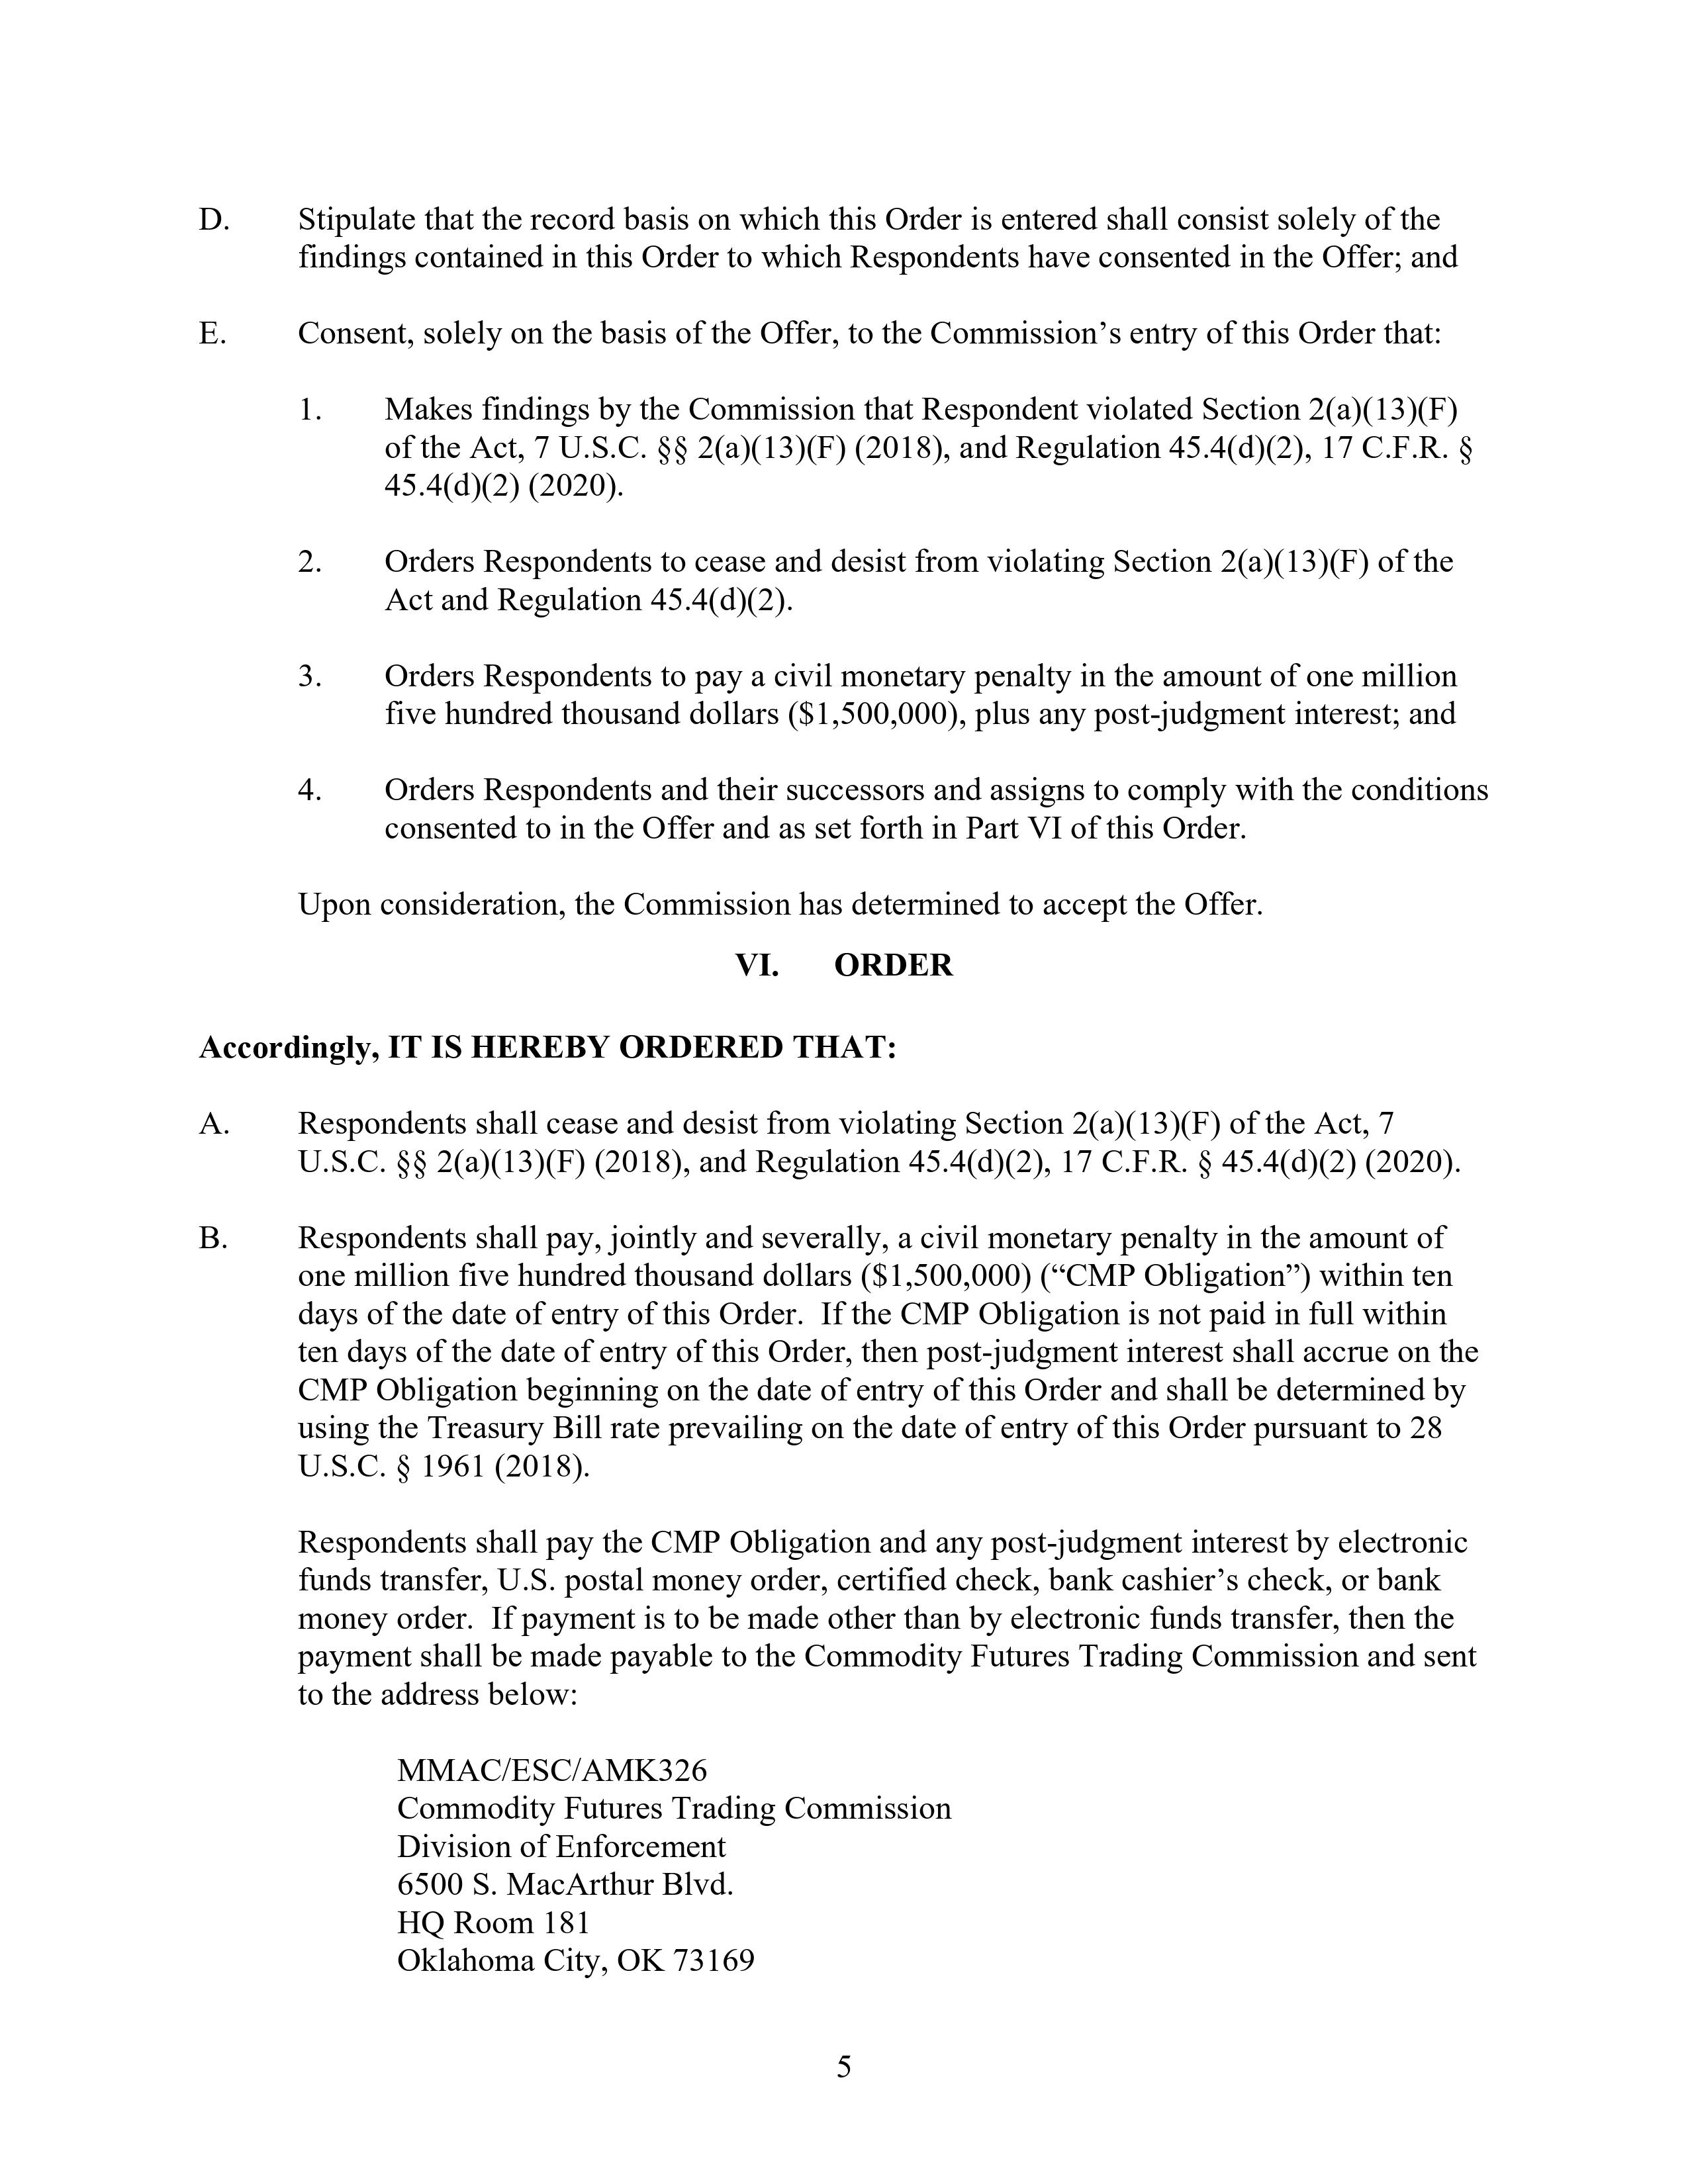 D. Stipulate that the record basis on which this Order is entered shall consist solely of the
findings contained in this Order to which Respondents have consented in the Offer; and
E. Consent, solely on the basis of the Offer, to the Commission’s entry of this Order that:
1. Makes findings by the Commission that Respondent violated Section 2(a)(13)(F)
of the Act, 7 U.S.C. §§ 2(a)(13)(F) (2018), and Regulation 45.4(d)(2), 17 C.F.R. §
45.4(d)(2) (2020).
2. Orders Respondents to cease and desist from violating Section 2(a)(13)(F) of the
Act and Regulation 45.4(d)(2).
3. Orders Respondents to pay a civil monetary penalty in the amount of one million
five hundred thousand dollars ($1,500,000), plus any post-judgment interest; and
4. Orders Respondents and their successors and assigns to comply with the conditions
consented to in the Offer and as set forth in Part VI of this Order.
Upon consideration, the Commission has determined to accept the Offer.
VI. ORDER
Accordingly, IT IS HEREBY ORDERED THAT:
A. Respondents shall cease and desist from violating Section 2(a)(13)(F) of the Act, 7
U.S.C. §§ 2(a)(13)(F) (2018), and Regulation 45.4(d)(2), 17 C.F.R. § 45.4(d)(2) (2020).
B. Respondents shall pay, jointly and severally, a civil monetary penalty in the amount of
one million five hundred thousand dollars ($1,500,000) (“CMP Obligation”) within ten
days of the date of entry of this Order.  If the CMP Obligation is not paid in full within
ten days of the date of entry of this Order, then post-judgment interest shall accrue on the
CMP Obligation beginning on the date of entry of this Order and shall be determined by
using the Treasury Bill rate prevailing on the date of entry of this Order pursuant to 28
U.S.C. § 1961 (2018).
Respondents shall pay the CMP Obligation and any post-judgment interest by electronic
funds transfer, U.S. postal money order, certified check, bank cashier’s check, or bank
money order.  If payment is to be made other than by electronic funds transfer, then the
payment shall be made payable to the Commodity Futures Trading Commission and sent
to the address below:
MMAC/ESC/AMK326
Commodity Futures Trading Commission
Division of Enforcement
6500 S. MacArthur Blvd.
HQ Room 181
Oklahoma City, OK 73169
5